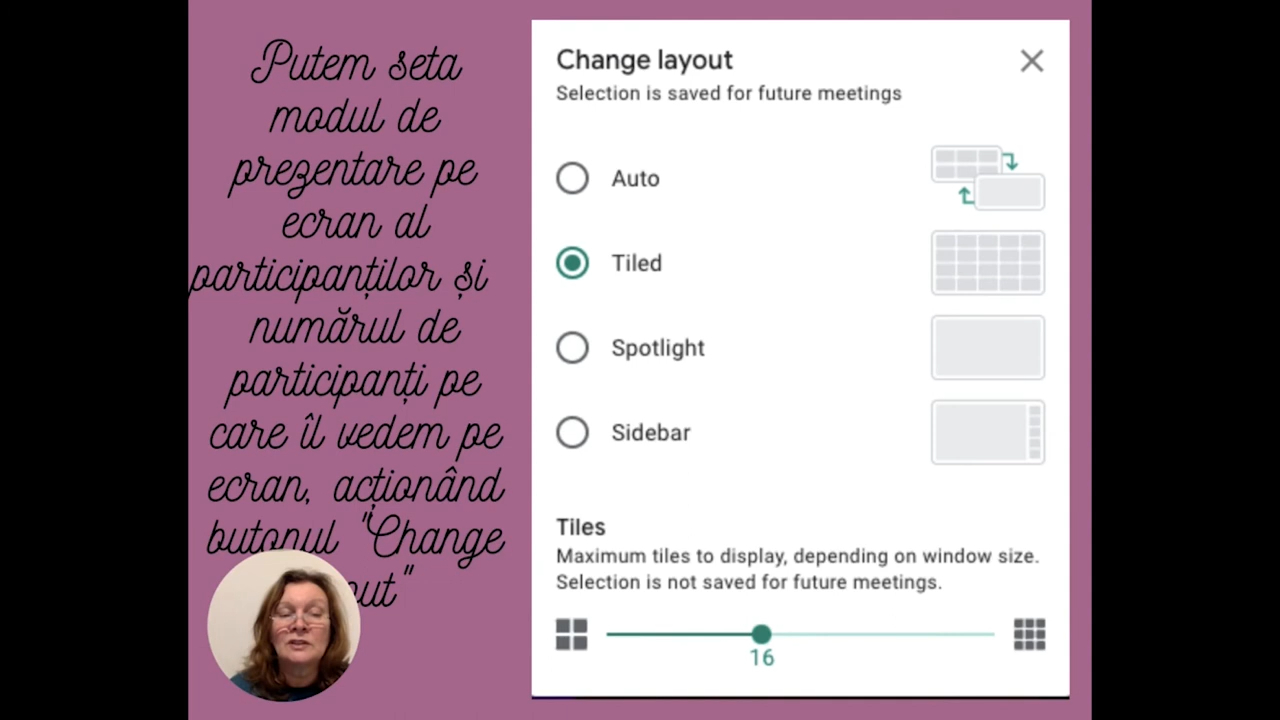 Putem seta
modul de
prezentare pe
ecran al
participanților și
numărul de
participanți pe
care îl vedem pe
ecran, acționând
butonul "Change
out"
Change layout
Selection is saved for future meetings
Auto
Tiled
Spotlight
Sidebar
Tiles
Maximum tiles to display, depending on window size.
Selection is not saved for future meetings.
16